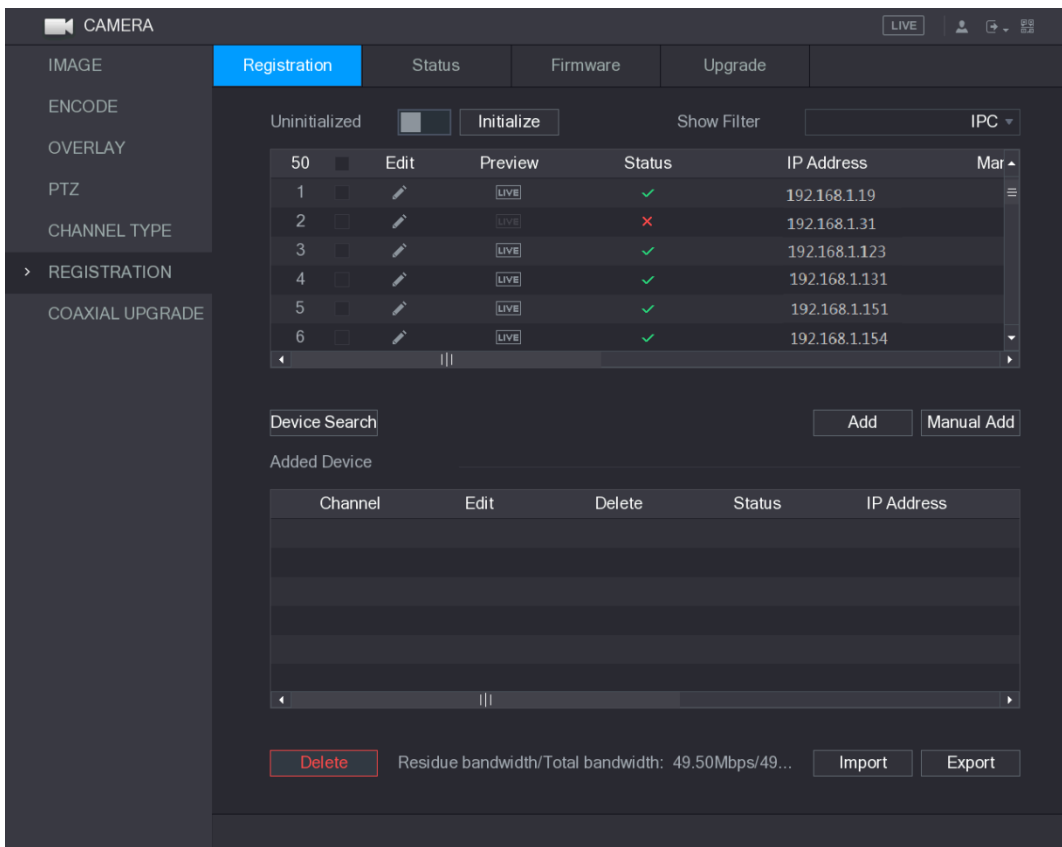 CAMERA LIVE
IMAGE Registration Status Firmware Upgrade
ENCODE Uninitialized Initialize Show Filter IPC
OVERLAY
50 Edit Preview Status IP Address Mar
PTZ 1 LIVE 192.168.1.19
2 LIVE 192.168.1.31
CHANNEL TYPE
3 LIVE 192.168.1.123
REGISTRATION
4 LIVE 192.168.1.131
COAXIAL UPGRADE 5 LIVE 192.168.1.151
6 LIVE 192.168.1.154
Device Search Add Manual Add
Added Device
Channel Edit Delete Status IP Address
Delete Residue bandwidth/Total bandwidth: 49.50Mbps/49... Import Export